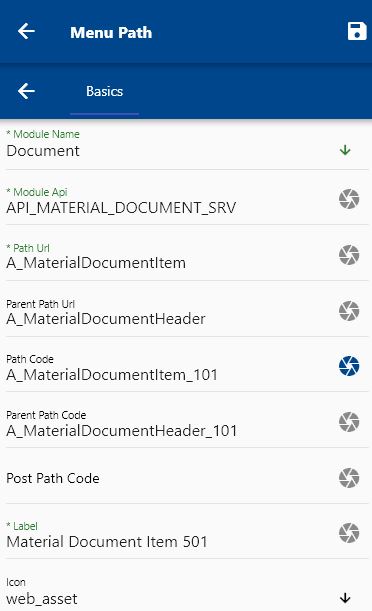 Menu Path
Basics
* Module Name
Document
* Module Api
API_MATERIAL_DOCUMENT_SRV
* Path Url
A_MaterialDocumentItem
Parent Path Url
A_MaterialDocumentHeader
Path Code
A_MaterialDocumentItem_101
Parent Path Code
A_MaterialDocumentHeader_101
Post Path Code
* Label
Material Document Item 501
Icon
web_asset